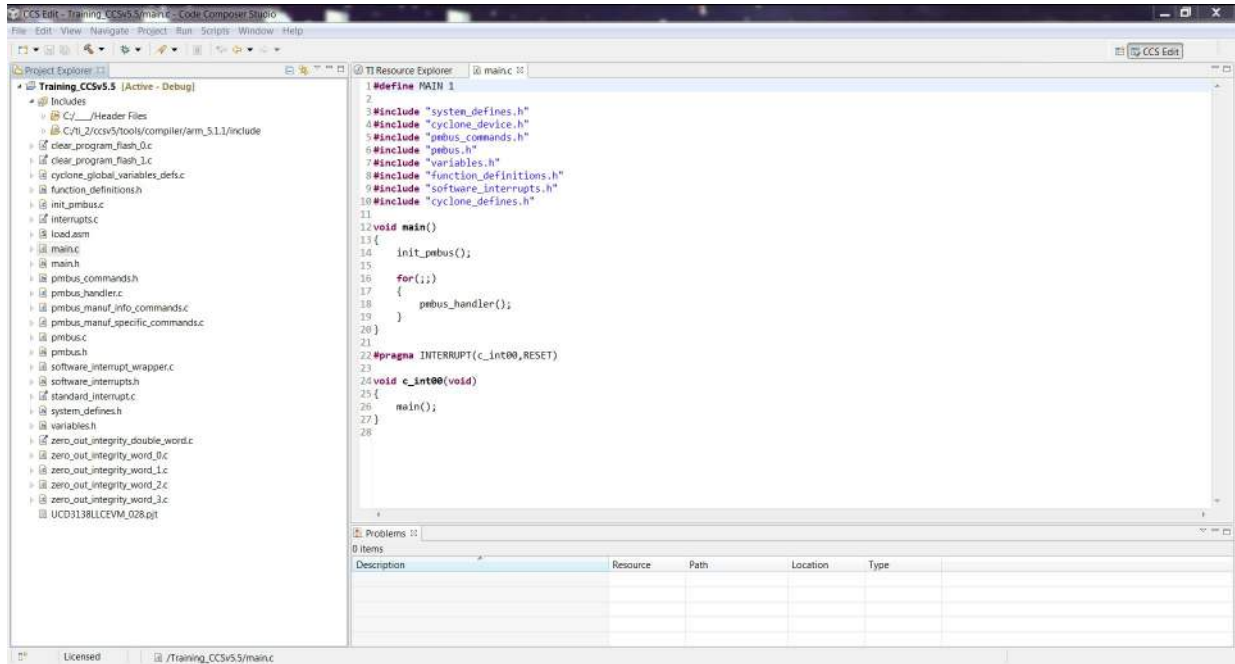 CCS Edit - Training_CCSv5.5/main.c - Code Composer Studio
File Edit View Navigate Project Run Scripts Window Help
CCS Edit
Project Explorer
Training_CCSv5.5 [Active - Debug]
Includes
C:/___/Header Files
C:/ti_2/ccsv5/tools/compiler/arm_5.1.1/include
clear_program_flash_0.c
clear_program_flash_1.c
cyclone_global_variables_defs.c
function_definitions.h
init_pmbus.c
interrupts.c
load.asm
main.c
main.h
pmbus_commands.h
pmbus_handler.c
pmbus_manuf_info_commands.c
pmbus_manuf_specific_commands.c
pmbus.c
pmbus.h
software_interrupt_wrapper.c
software_interrupts.h
standard_interrupt.c
system_defines.h
variables.h
zero_out_integrity_double_word.c
zero_out_integrity_word_0.c
zero_out_integrity_word_1.c
zero_out_integrity_word_2.c
zero_out_integrity_word_3.c
UCD3138LLCEVM_028.pjt
TI Resource Explorer main.c
1 #define MAIN 1
2
3 #include "system_defines.h"
4 #include "cyclone_device.h"
5 #include "pmbus_commands.h"
6 #include "pmbus.h"
7 #include "variables.h"
8 #include "function_definitions.h"
9 #include "software_interrupts.h"
10 #include "cyclone_defines.h"
11
12 void main()
13 {
14 init_pmbus();
15
16 for(;;)
17 {
18 pmbus_handler();
19 }
20 }
21
22 #pragma INTERRUPT(c_int00,RESET)
23
24 void c_int00(void)
25 {
26 main();
27 }
28
Problems
0 items
Description Resource Path Location Type
Licensed /Training_CCSv5.5/main.c